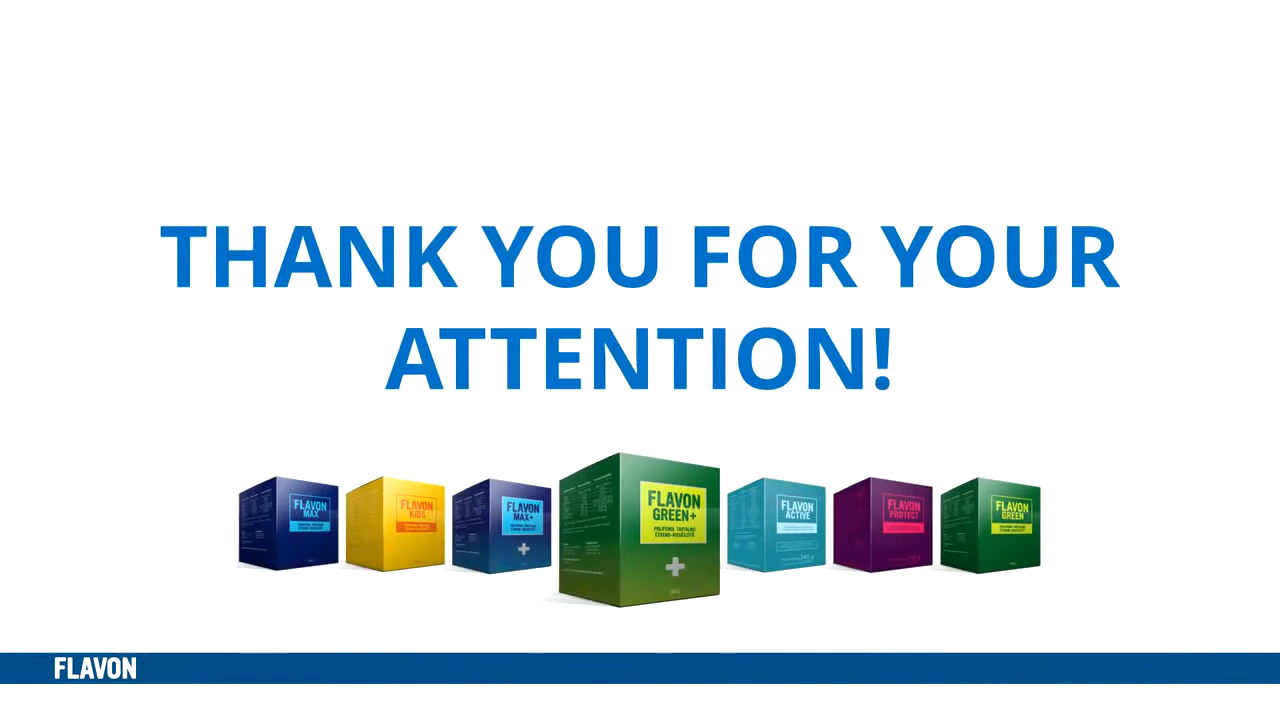 THANK YOU FOR YOUR
ATTENTION!
FLAVON
MAX
FLAVON
KIDS
FLAVON
MAX+
FLAVON
GREEN+
POLIFENOL TARTALMÚ
ÉTREND-KIEGÉSZÍTŐ
FLAVON
ACTIVE
FLAVON
PROTECT
FLAVON
GREEN
FLAVON